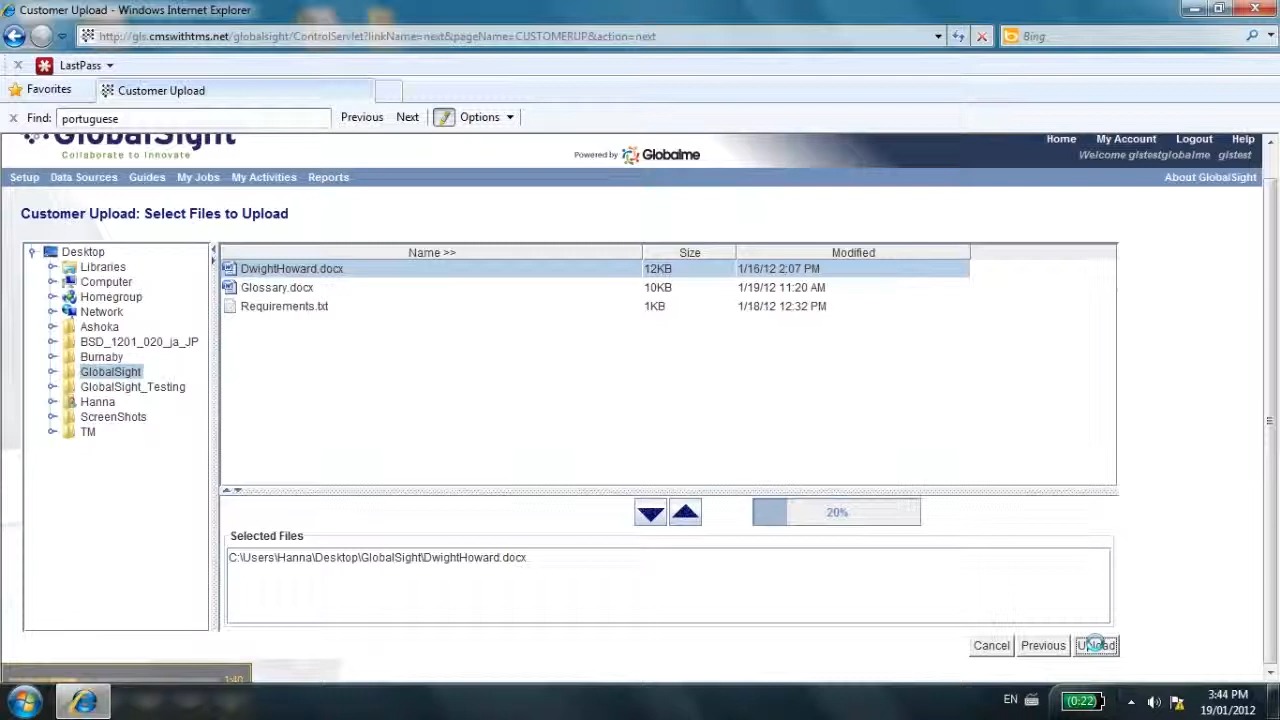 Customer Upload - Windows Internet Explorer
http://gls.cmswithtms.net/globalsight/ControlServlet?linkName=next&pageName=CUSTOMERUP&action=next
Bing
LastPass
Favorites
Customer Upload
Find: portuguese Previous Next Options
GlobalSight
Collaborate to Innovate
Powered by Globalme
Home My Account Logout Help
Welcome glstestglobalme glstest
Setup Data Sources Guides My Jobs My Activities Reports About GlobalSight
Customer Upload: Select Files to Upload
Desktop
Libraries
Computer
Homegroup
Network
Ashoka
BSD_1201_020_ja_JP
Burnaby
GlobalSight
GlobalSight_Testing
Hanna
ScreenShots
TM
Name >> Size Modified
DwightHoward.docx 12KB 1/16/12 2:07 PM
Glossary.docx 10KB 1/19/12 11:20 AM
Requirements.txt 1KB 1/18/12 12:32 PM
20%
Selected Files
C:\Users\Hanna\Desktop\GlobalSight\DwightHoward.docx
Cancel Previous Upload
1:40
EN (0:22) 3:44 PM
19/01/2012